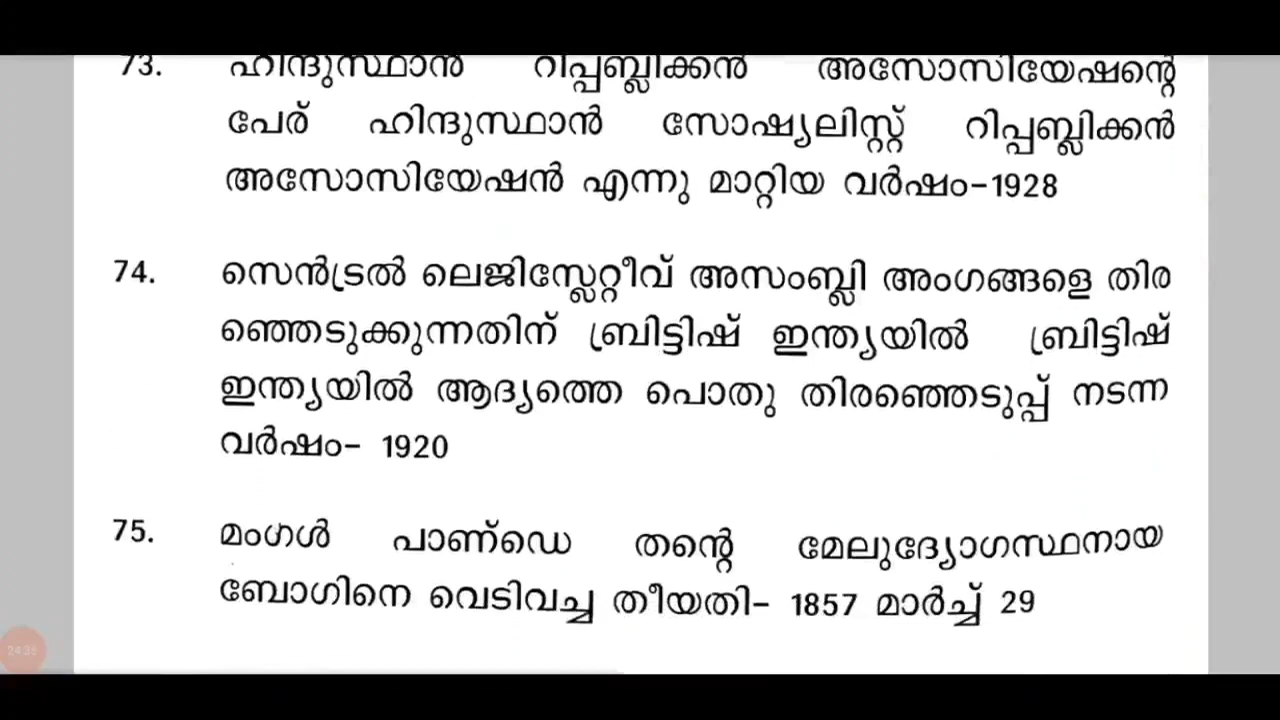 73. ഹിന്ദുസ്ഥാൻ റിപ്പബ്ലിക്കൻ അസോസിയേഷന്റെ
പേര് ഹിന്ദുസ്ഥാൻ സോഷ്യലിസ്റ്റ് റിപ്പബ്ലിക്കൻ
അസോസിയേഷൻ എന്നു മാറ്റിയ വർഷം-1928
74. സെൻട്രൽ ലെജിസ്ലേറ്റീവ് അസംബ്ലി അംഗങ്ങളെ തിര
ഞ്ഞെടുക്കുന്നതിന് ബ്രിട്ടിഷ് ഇന്ത്യയിൽ ബ്രിട്ടിഷ്
ഇന്ത്യയിൽ ആദ്യത്തെ പൊതു തിരഞ്ഞെടുപ്പ് നടന്ന
വർഷം- 1920
75. മംഗൾ പാണ്ഡെ തന്റെ മേലുദ്യോഗസ്ഥനായ
ബോഗിനെ വെടിവച്ച തീയതി- 1857 മാർച്ച് 29
24:35